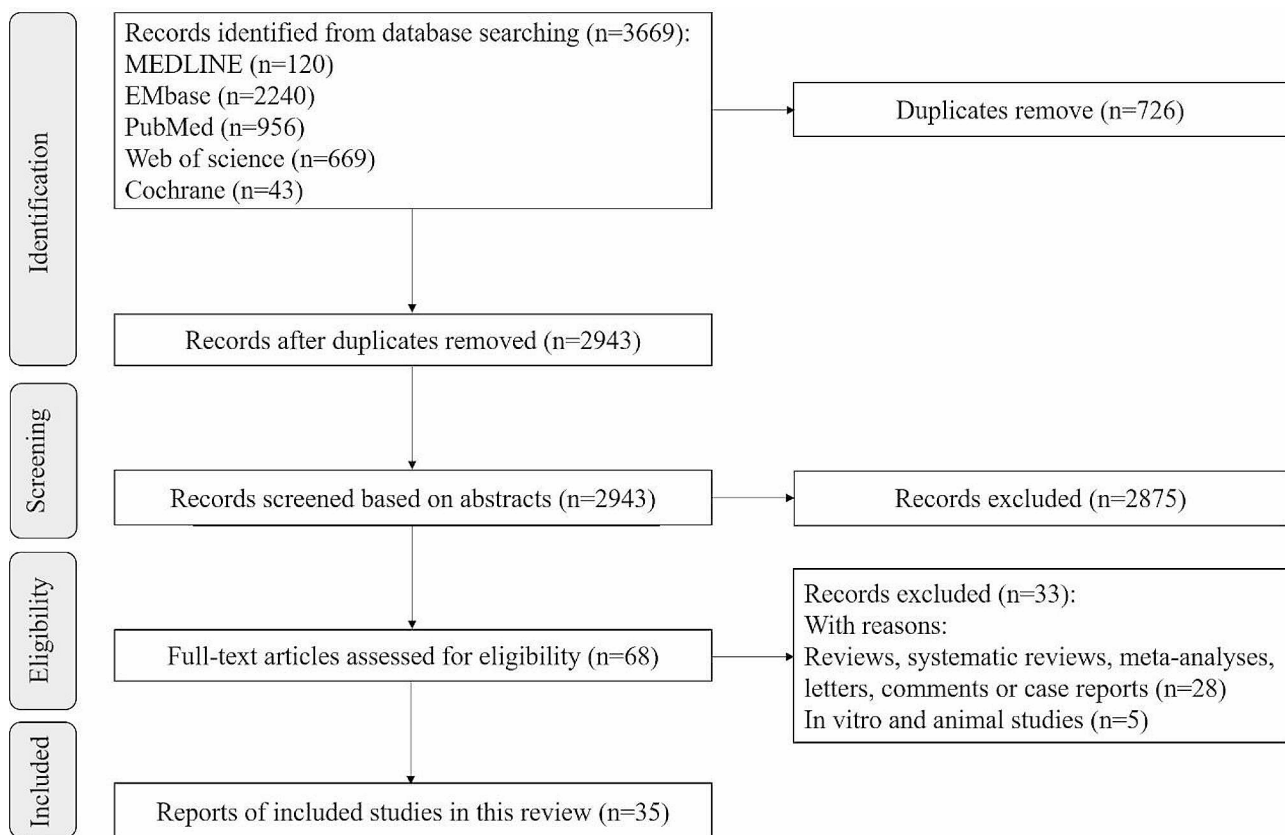 Identification
Records identified from database searching (n=3669):
MEDLINE (n=120)
EMbase (n=2240)
PubMed (n=956)
Web of science (n=669)
Cochrane (n=43)
Duplicates remove (n=726)
Records after duplicates removed (n=2943)
Screening
Records screened based on abstracts (n=2943)
Records excluded (n=2875)
Eligibility
Full-text articles assessed for eligibility (n=68)
Records excluded (n=33):
With reasons:
Reviews, systematic reviews, meta-analyses,
letters, comments or case reports (n=28)
In vitro and animal studies (n=5)
Included
Reports of included studies in this review (n=35)